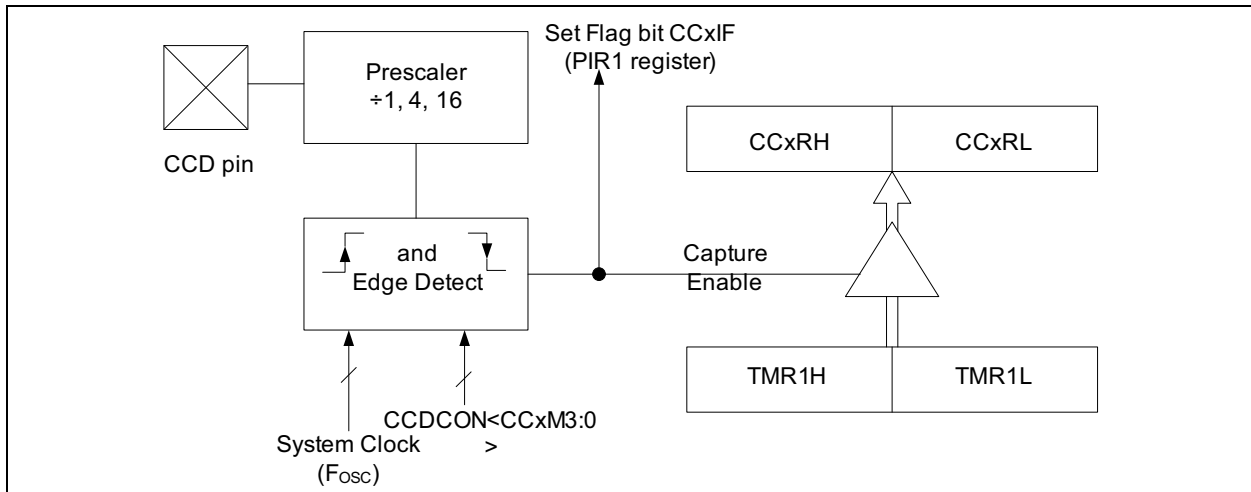 Set Flag bit CCxIF
(PIR1 register)
Prescaler
÷1, 4, 16
CCD pin
CCxRH
CCxRL
and
Edge Detect
Capture
Enable
TMR1H
TMR1L
CCDCON<CCxM3:0
>
System Clock
(FOSC)